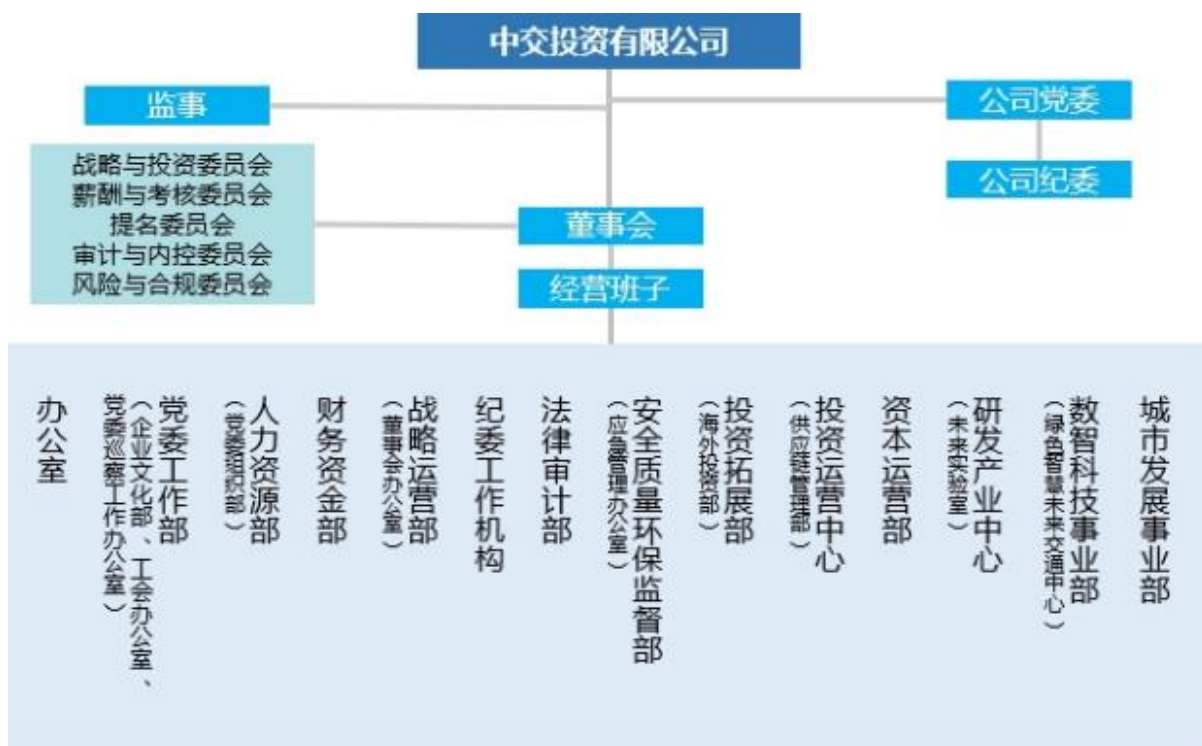 中交投资有限公司
监事
公司党委
公司纪委
战略与投资委员会
薪酬与考核委员会
提名委员会
审计与内控委员会
风险与合规委员会
董事会
经营班子
办公室
党委工作部
（企业文化部、工会办公室、
党委巡察工作办公室）
人力资源部
（党委组织部）
财务资金部
战略运营部
（董事会办公室）
纪委工作机构
法律审计部
安全质量环保监督部
（应急管理办公室）
投资拓展部
（海外投资部）
投资运营中心
（供应链管理部）
资本运营部
研发产业中心
（未来实验室）
数智科技事业部
（绿色智慧未来交通中心）
城市发展事业部